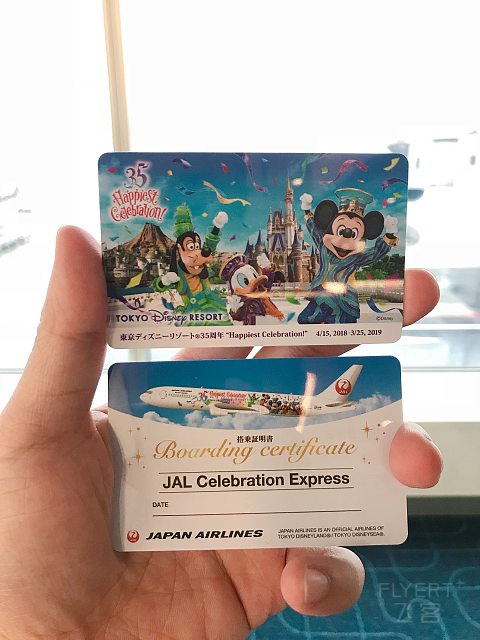 35
Happiest
Celebration!
TOKYO Disney RESORT
©Disney
東京ディズニーリゾート®35周年 "Happiest Celebration!" 4/15, 2018-3/25, 2019
Happiest Celebration
搭乗証明書
Boarding certificate
JAL Celebration Express
DATE
JAPAN AIRLINES
JAPAN AIRLINES IS AN OFFICIAL AIRLINES OF
TOKYO DISNEYLAND®/ TOKYO DISNEYSEA®.
FLYERT
飞客